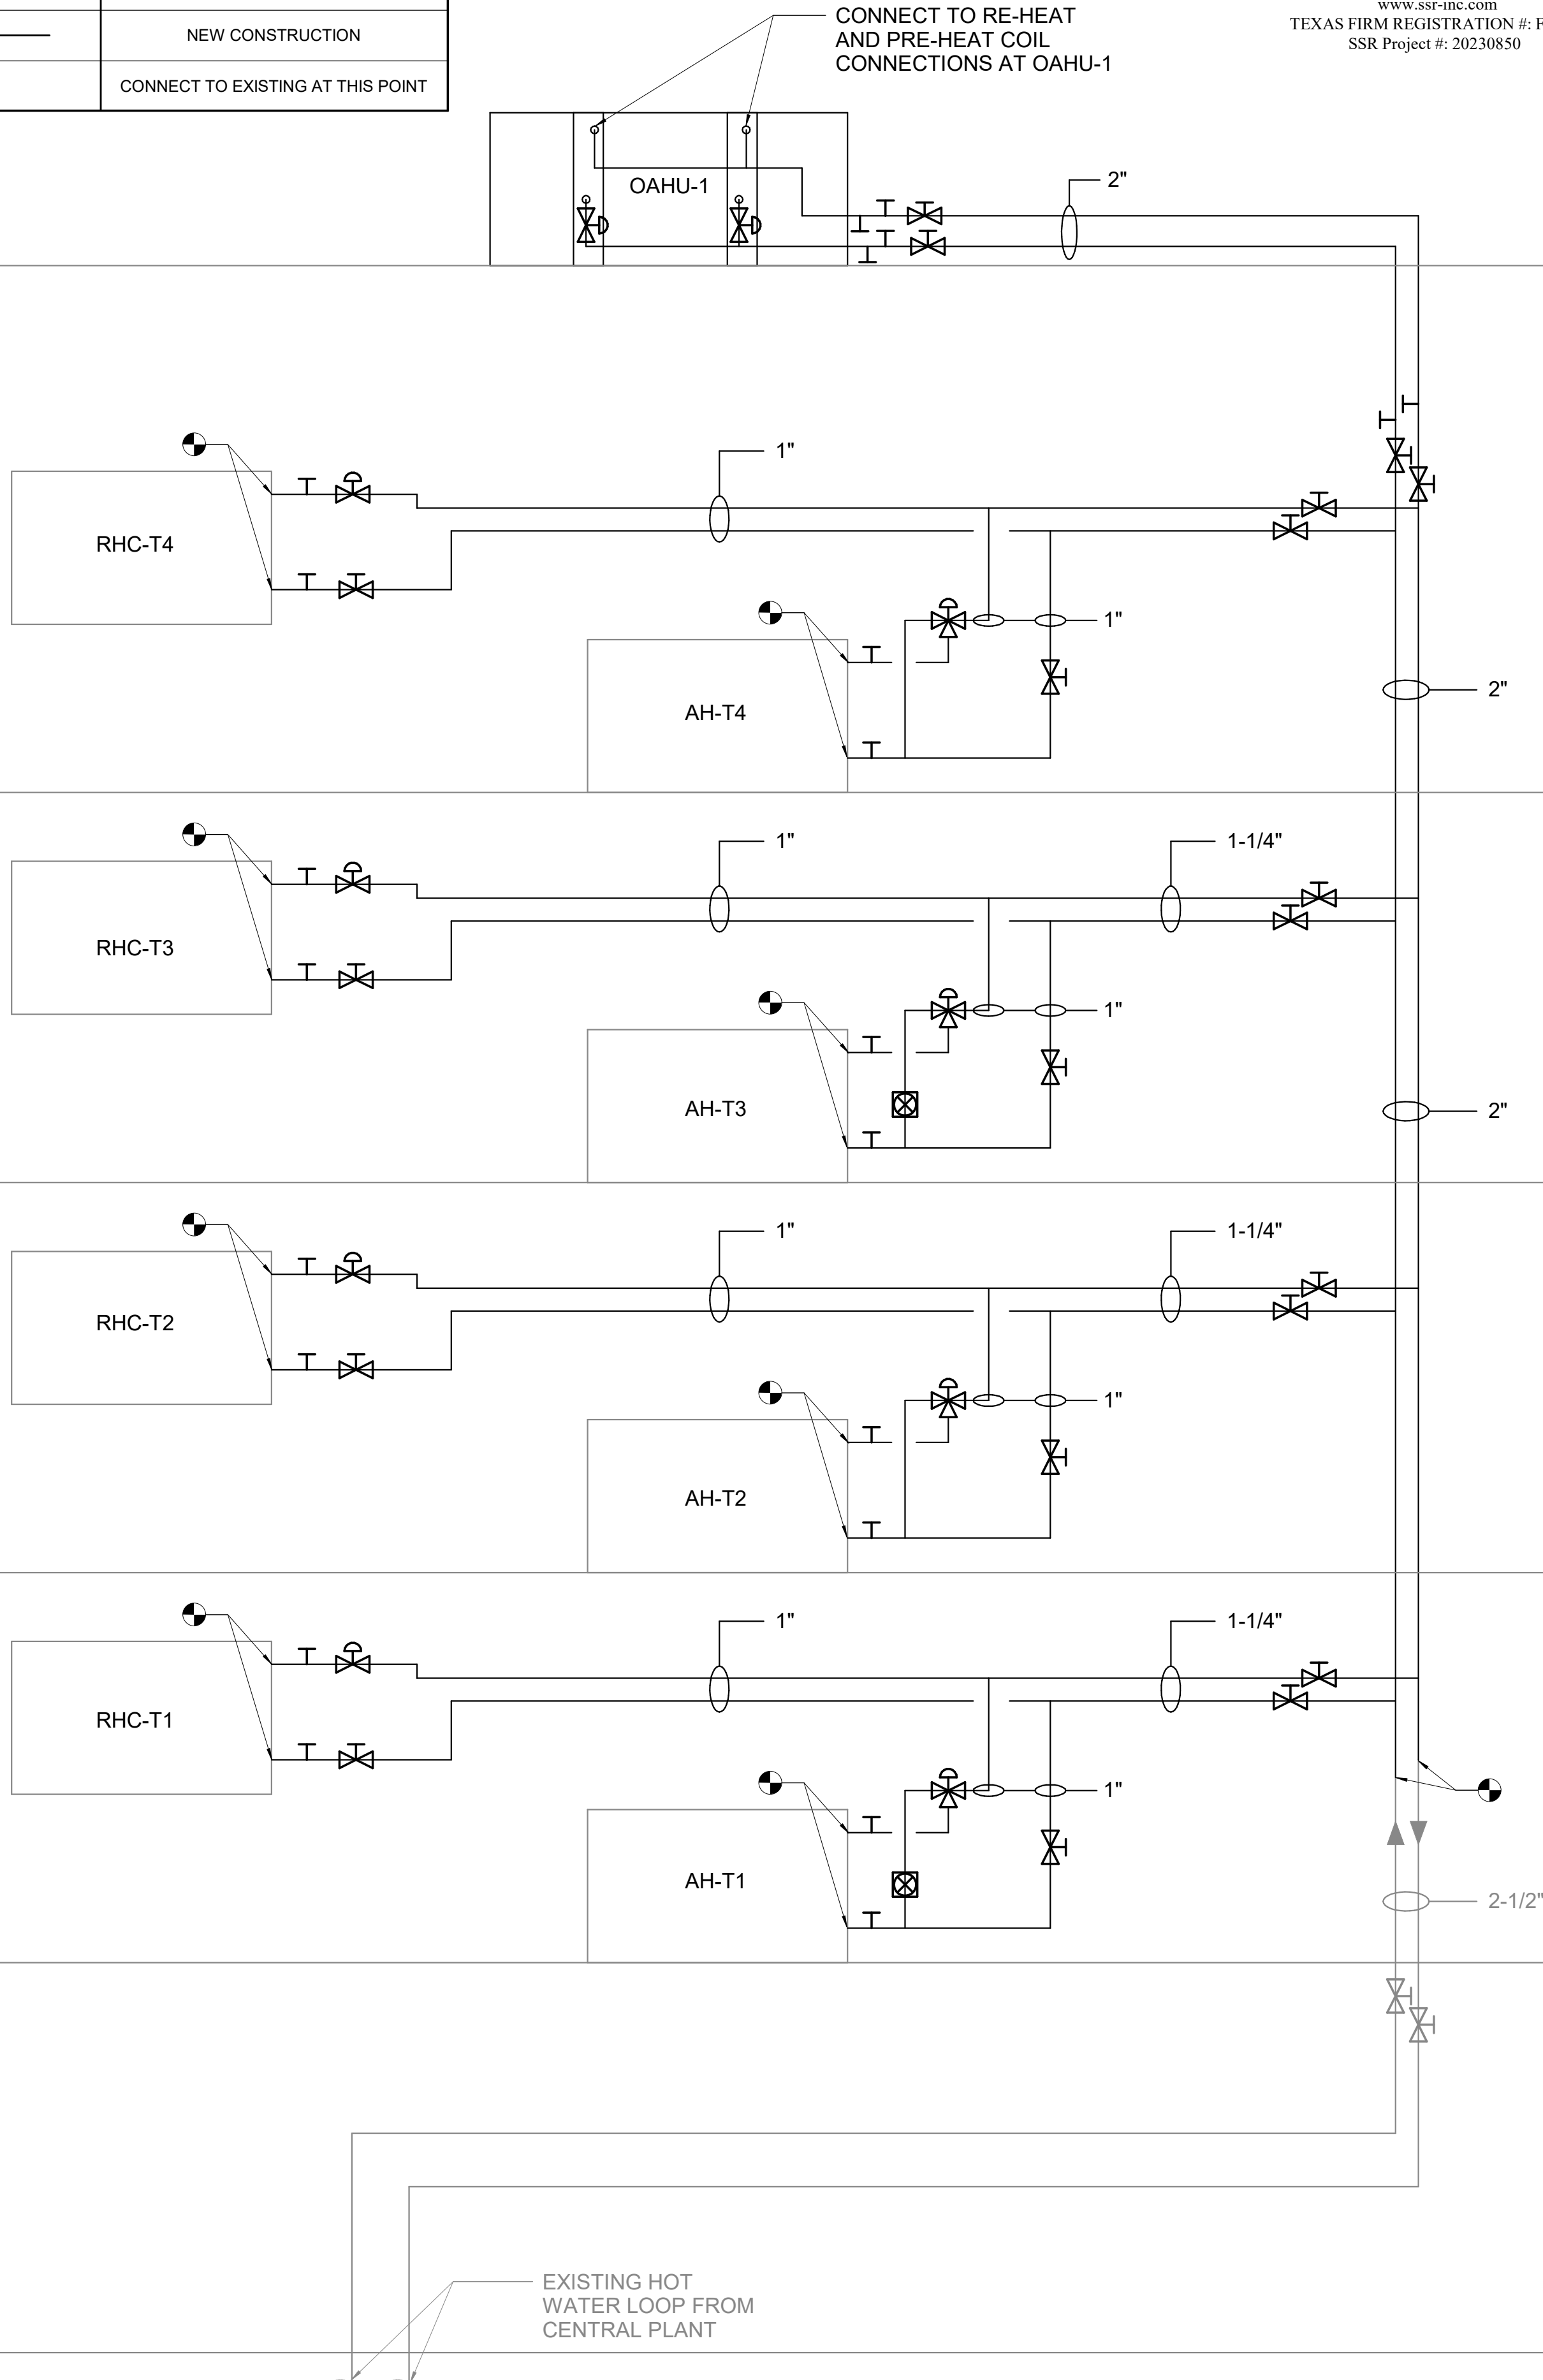 www.ssr-inc.com
TEXAS FIRM REGISTRATION #: F
SSR Project #: 20230850
NEW CONSTRUCTION
CONNECT TO EXISTING AT THIS POINT
CONNECT TO RE-HEAT
AND PRE-HEAT COIL
CONNECTIONS AT OAHU-1
OAHU-1
2"
1"
RHC-T4
1"
AH-T4
2"
1"
1-1/4"
RHC-T3
1"
AH-T3
2"
1"
1-1/4"
RHC-T2
1"
AH-T2
1"
1-1/4"
RHC-T1
1"
AH-T1
2-1/2"
EXISTING HOT
WATER LOOP FROM
CENTRAL PLANT